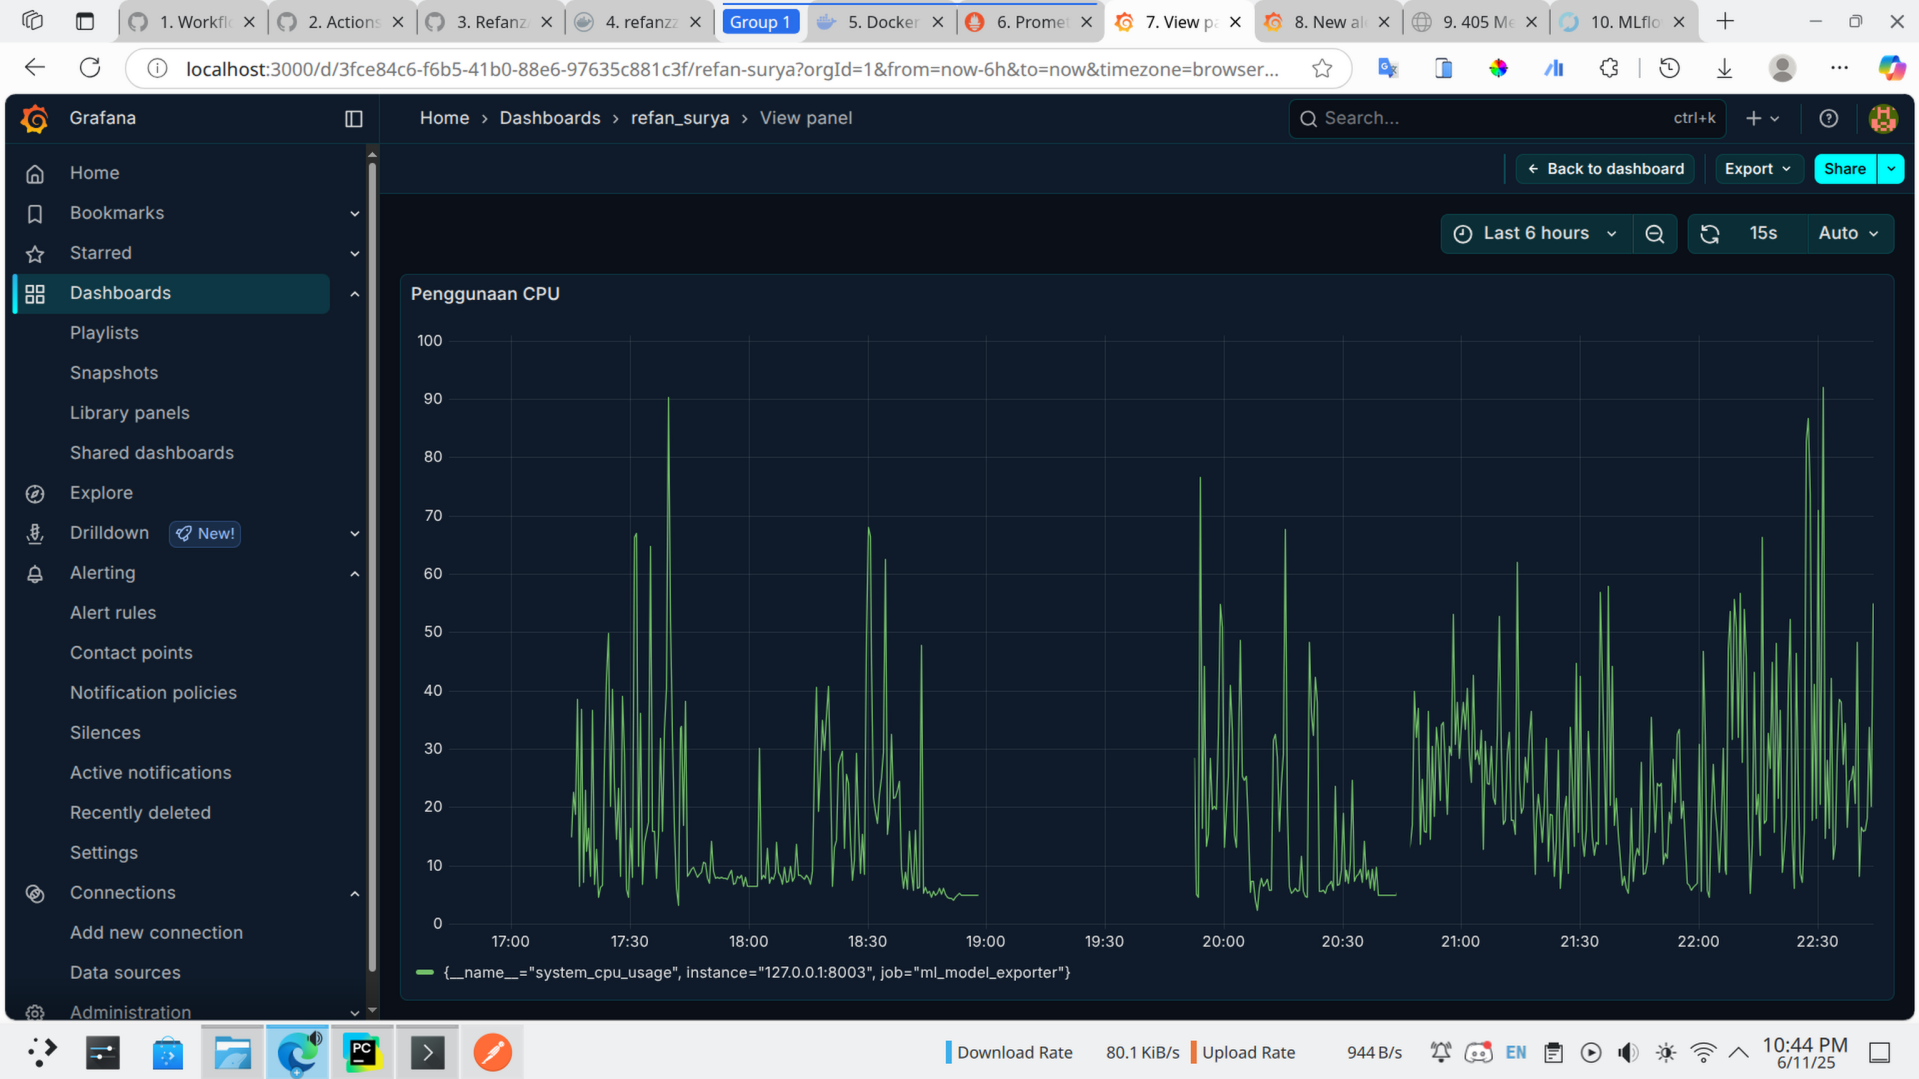 1. Workfl
2. Actions
3. Refanz
4. refanzz
Group 1
5. Docker
6. Promet
7. View pa
8. New al
9. 405 Me
10. MLflo
localhost:3000/d/3fce84c6-f6b5-41b0-88e6-97635c881c3f/refan-surya?orgId=1&from=now-6h&to=now&timezone=browser...
Grafana
Home › Dashboards › refan_surya › View panel
Search...
ctrl+k
Back to dashboard
Export
Share
Last 6 hours
15s
Auto
Home
Bookmarks
Starred
Dashboards
Playlists
Snapshots
Library panels
Shared dashboards
Explore
Drilldown
New!
Alerting
Alert rules
Contact points
Notification policies
Silences
Active notifications
Recently deleted
Settings
Connections
Add new connection
Data sources
Administration
Penggunaan CPU
100
90
80
70
60
50
40
30
20
10
0
17:00 17:30 18:00 18:30 19:00 19:30 20:00 20:30 21:00 21:30 22:00 22:30
{__name__="system_cpu_usage", instance="127.0.0.1:8003", job="ml_model_exporter"}
PC
Download Rate 80.1 KiB/s
Upload Rate 944 B/s
EN
10:44 PM
6/11/25